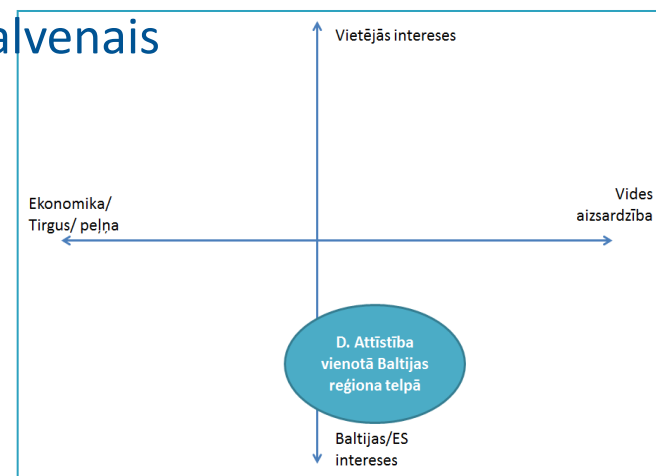 alvenais
Vietējās intereses
Ekonomika/
Tirgus/ peļņa
Vides
aizsardzība
D. Attīstība
vienotā Baltijas
reģiona telpā
Baltijas/ES
intereses